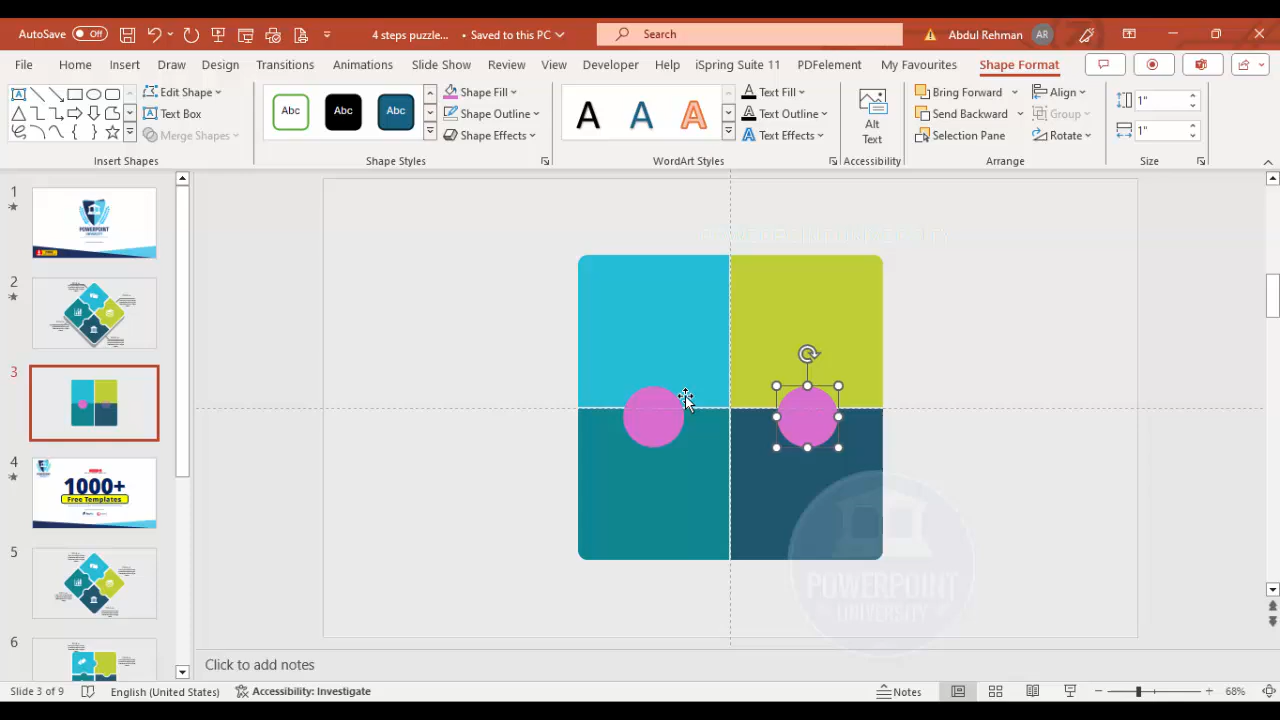 AutoSave Off 4 steps puzzle... • Saved to this PC Search Abdul Rehman AR
File Home Insert Draw Design Transitions Animations Slide Show Review View Developer Help iSpring Suite 11 PDFelement My Favourites Shape Format
Edit Shape Abc Abc Abc Shape Fill A A A Text Fill Bring Forward Align 1"
Text Box Shape Outline Text Outline Alt Text Send Backward Group
Merge Shapes Shape Effects Text Effects Selection Pane Rotate 1"
Insert Shapes Shape Styles WordArt Styles Accessibility Arrange Size
1
POWERPOINT
UNIVERSITY
2
3
4
1000+
Free Templates
5
6
POWERPOINT
UNIVERSITY
Click to add notes
Slide 3 of 9 English (United States) Accessibility: Investigate Notes 68%